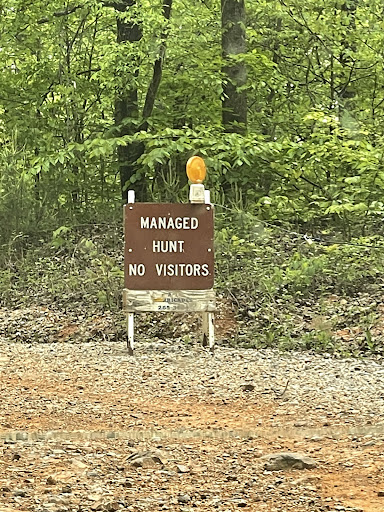 MANAGED
HUNT
NO VISITORS